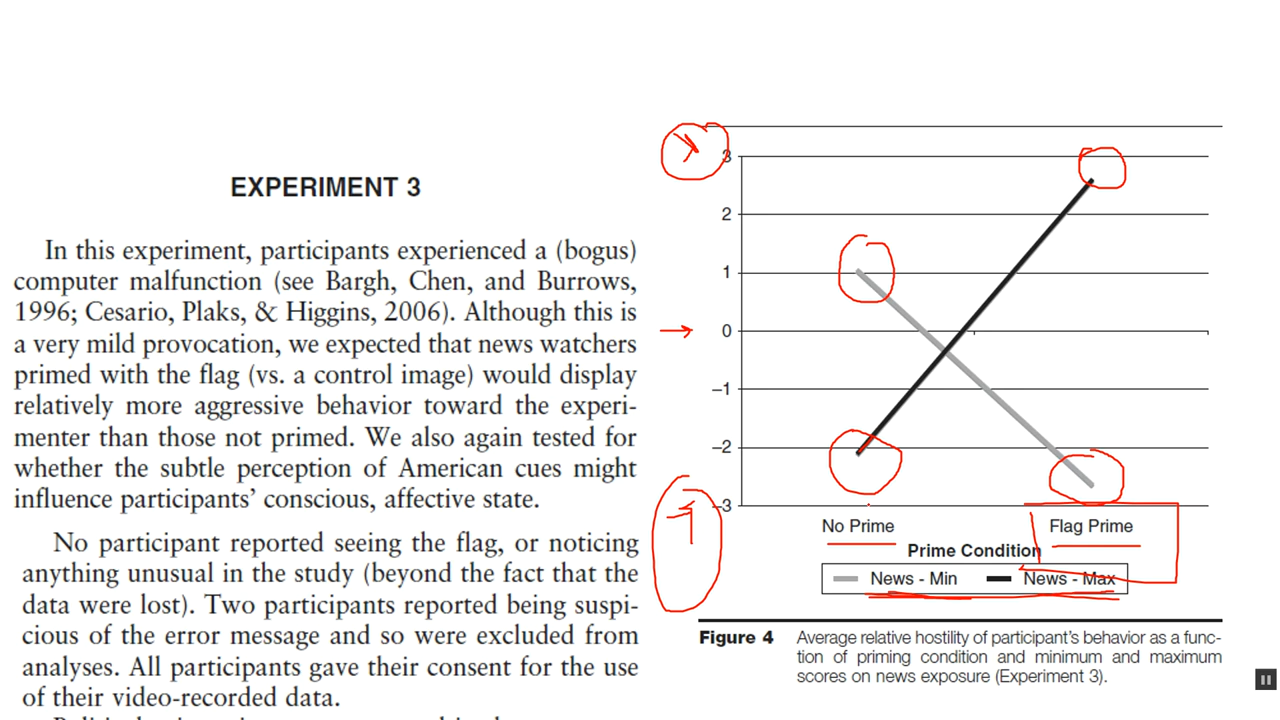 EXPERIMENT 3
In this experiment, participants experienced a (bogus)
computer malfunction (see Bargh, Chen, and Burrows,
1996; Cesario, Plaks, & Higgins, 2006). Although this is
a very mild provocation, we expected that news watchers
primed with the flag (vs. a control image) would display
relatively more aggressive behavior toward the experi-
menter than those not primed. We also again tested for
whether the subtle perception of American cues might
influence participants' conscious, affective state.
No participant reported seeing the flag, or noticing
anything unusual in the study (beyond the fact that the
data were lost). Two participants reported being suspi-
cious of the error message and so were excluded from
analyses. All participants gave their consent for the use
of their video-recorded data.
3
2
1
0
–1
–2
–3
No Prime
Flag Prime
Prime Condition
News - Min
News - Max
Figure 4 Average relative hostility of participant's behavior as a func-
tion of priming condition and minimum and maximum
scores on news exposure (Experiment 3).